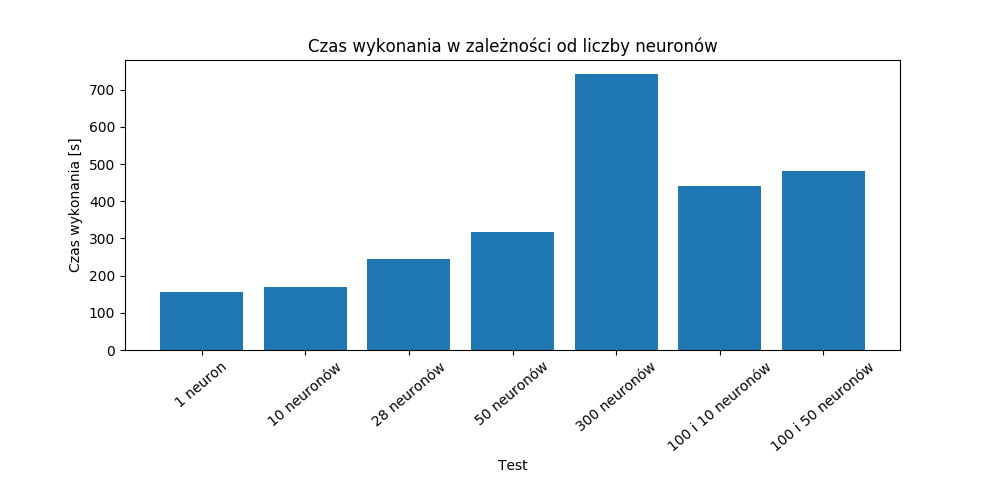 Czas wykonania w zależności od liczby neuronów
Czas wykonania [s]
700
600
500
400
300
200
100
0
1 neuron
10 neuronów
28 neuronów
50 neuronów
300 neuronów
100 i 10 neuronów
100 i 50 neuronów
Test